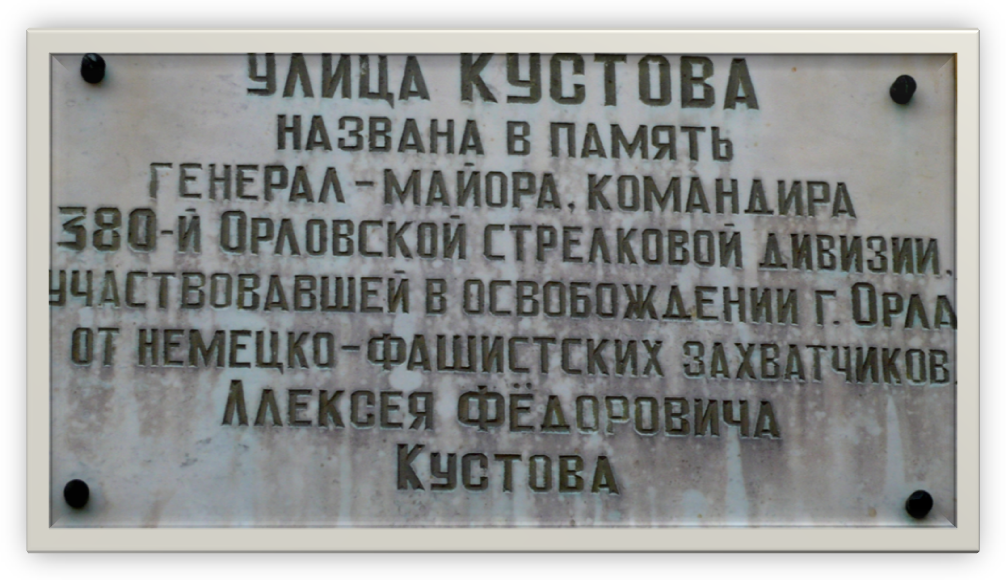 улица Кустова
названа в память
генерал-майора, командира
380-й Орловской стрелковой дивизии,
участвовавшей в освобождении г. Орла
от немецко-фашистских захватчиков,
Алексея Фёдоровича
Кустова